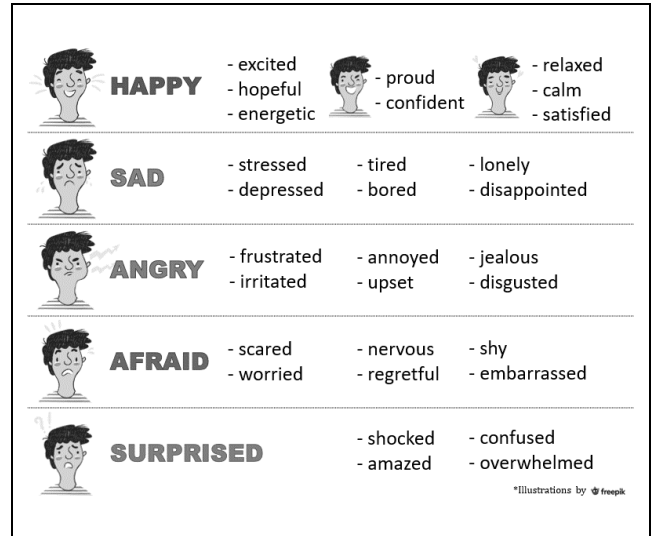 HAPPY
- excited
- hopeful
- energetic
- proud
- confident
- relaxed
- calm
- satisfied
SAD
- stressed
- depressed
- tired
- bored
- lonely
- disappointed
ANGRY
- frustrated
- irritated
- annoyed
- upset
- jealous
- disgusted
AFRAID
- scared
- worried
- nervous
- regretful
- shy
- embarrassed
?!
SURPRISED
- shocked
- amazed
- confused
- overwhelmed
*Illustrations by freepik